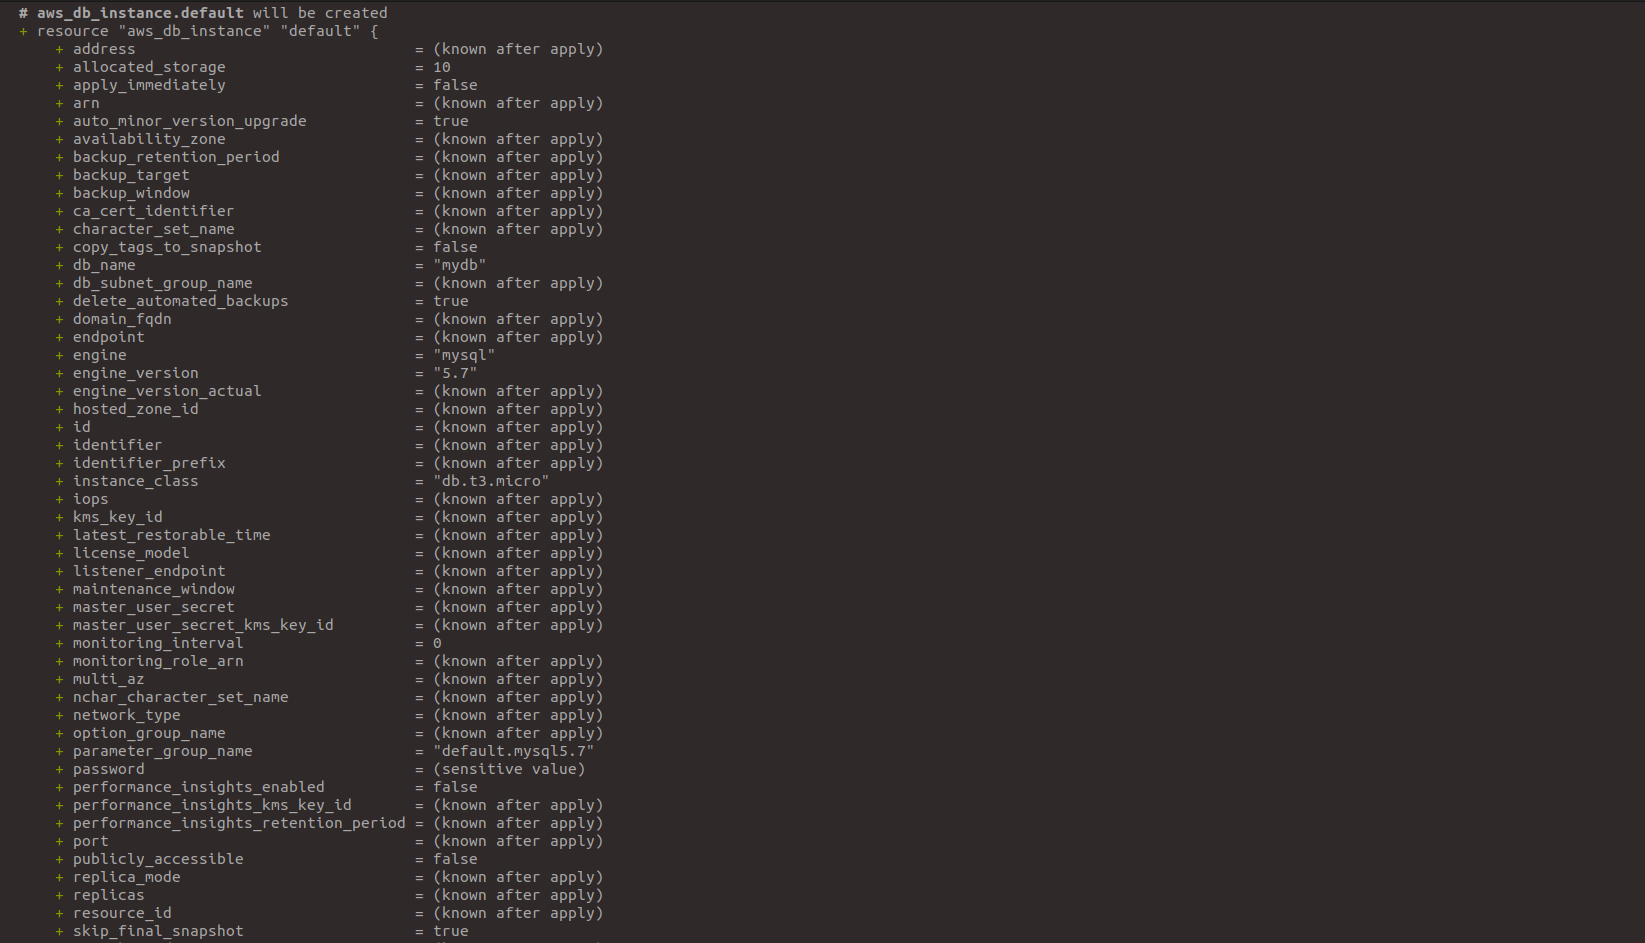 # aws_db_instance.default will be created
+ resource "aws_db_instance" "default" {
+ address = (known after apply)
+ allocated_storage = 10
+ apply_immediately = false
+ arn = (known after apply)
+ auto_minor_version_upgrade = true
+ availability_zone = (known after apply)
+ backup_retention_period = (known after apply)
+ backup_target = (known after apply)
+ backup_window = (known after apply)
+ ca_cert_identifier = (known after apply)
+ character_set_name = (known after apply)
+ copy_tags_to_snapshot = false
+ db_name = "mydb"
+ db_subnet_group_name = (known after apply)
+ delete_automated_backups = true
+ domain_fqdn = (known after apply)
+ endpoint = (known after apply)
+ engine = "mysql"
+ engine_version = "5.7"
+ engine_version_actual = (known after apply)
+ hosted_zone_id = (known after apply)
+ id = (known after apply)
+ identifier = (known after apply)
+ identifier_prefix = (known after apply)
+ instance_class = "db.t3.micro"
+ iops = (known after apply)
+ kms_key_id = (known after apply)
+ latest_restorable_time = (known after apply)
+ license_model = (known after apply)
+ listener_endpoint = (known after apply)
+ maintenance_window = (known after apply)
+ master_user_secret = (known after apply)
+ master_user_secret_kms_key_id = (known after apply)
+ monitoring_interval = 0
+ monitoring_role_arn = (known after apply)
+ multi_az = (known after apply)
+ nchar_character_set_name = (known after apply)
+ network_type = (known after apply)
+ option_group_name = (known after apply)
+ parameter_group_name = "default.mysql5.7"
+ password = (sensitive value)
+ performance_insights_enabled = false
+ performance_insights_kms_key_id = (known after apply)
+ performance_insights_retention_period = (known after apply)
+ port = (known after apply)
+ publicly_accessible = false
+ replica_mode = (known after apply)
+ replicas = (known after apply)
+ resource_id = (known after apply)
+ skip_final_snapshot = true